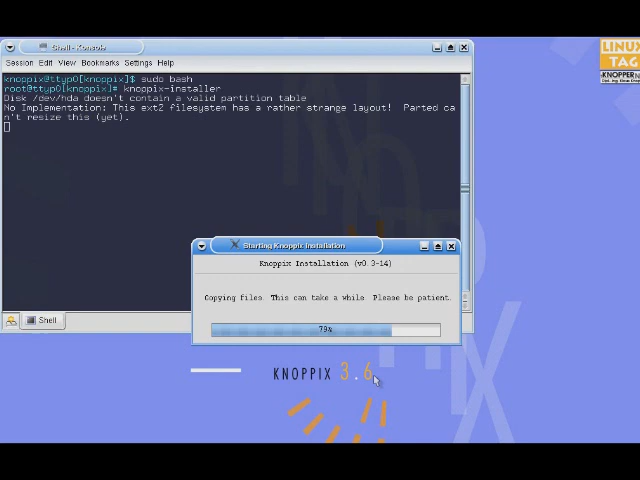 Shell - Konsole
Session Edit View Bookmarks Settings Help
knoppix@ttyp0[knoppix]$ sudo bash
root@ttyp0[knoppix]# knoppix-installer
Disk /dev/hda doesn't contain a valid partition table
No Implementation: This ext2 filesystem has a rather strange layout!  Parted ca
n't resize this (yet).
Shell
Starting Knoppix Installation
Knoppix Installation (v0.3-14)
Copying files. This can take a while. Please be patient.
79%
KNOPPIX 3.6
LINUX
TAG
KNOPPER